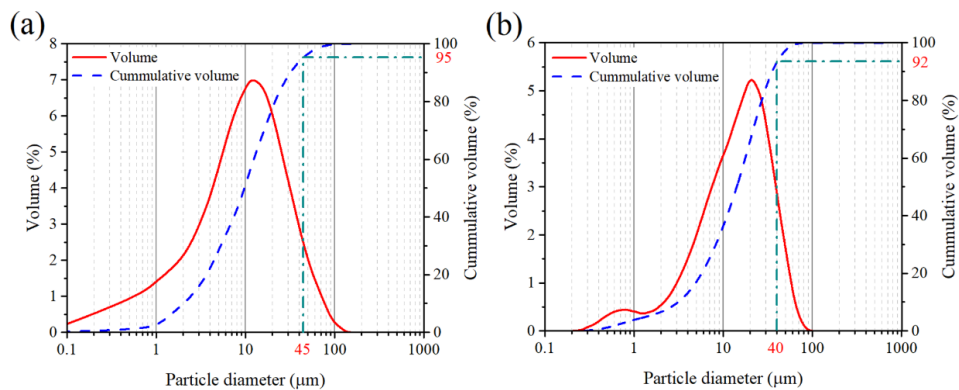 (a)
Volume
Cummulative volume
8
7
6
5
4
3
2
1
0
Volume (%)
100
95
80
60
40
20
0
Cumulative volume (%)
0.1 1 10 45 100 1000
Particle diameter (μm)
(b)
Volume
Cummulative volume
6
5
4
3
2
1
0
Volume (%)
100
92
80
60
40
20
0
Cumulative volume (%)
0.1 1 10 40 100 1000
Particle diameter (μm)